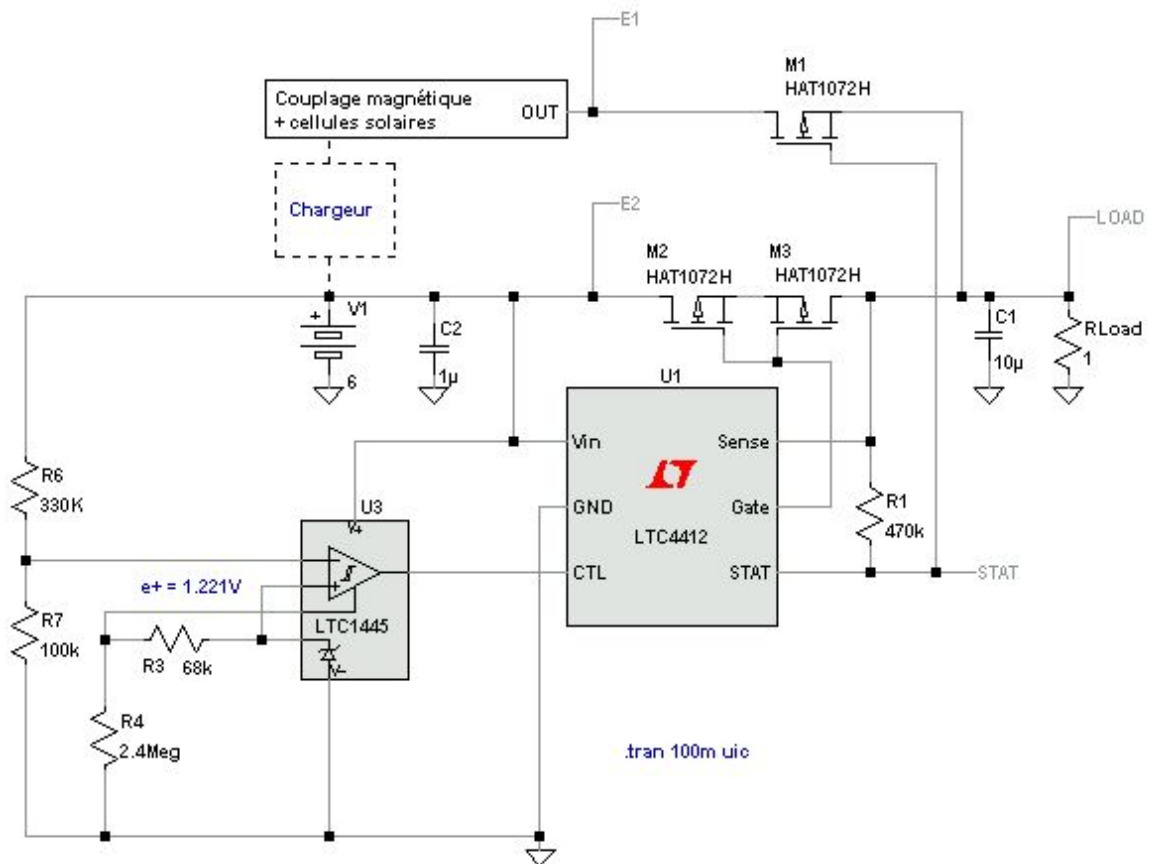 E1
M1
HAT1072H
Couplage magnétique
+ cellules solaires
OUT
Chargeur
E2
LOAD
M2
HAT1072H
M3
HAT1072H
+
V1
6
C2
1µ
C1
10µ
RLoad
1
U1
Vin
Sense
GND
Gate
LTC4412
CTL
STAT
R1
470k
STAT
R6
330K
U3
V+
e+ = 1.221V
LTC1445
V-
R7
100k
R3
68k
R4
2.4Meg
.tran 100m uic